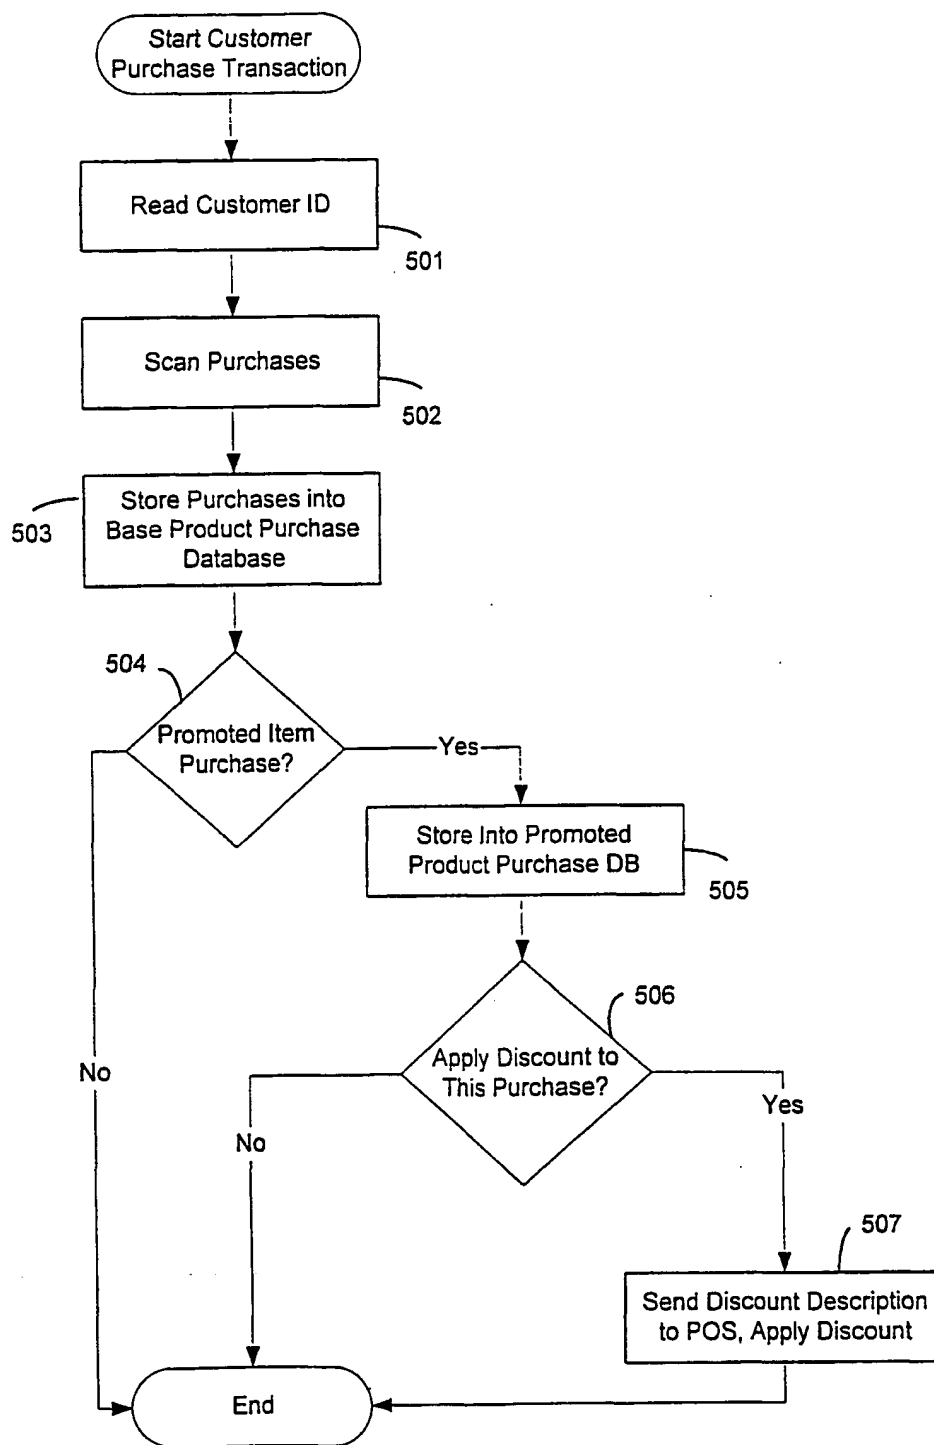 Start Customer
Purchase Transaction
Read Customer ID
501
Scan Purchases
502
Store Purchases into
Base Product Purchase
Database
503
504
Promoted Item
Purchase?
Yes
Store Into Promoted
Product Purchase DB
505
506
Apply Discount to
This Purchase?
No
No
Yes
507
Send Discount Description
to POS, Apply Discount
End